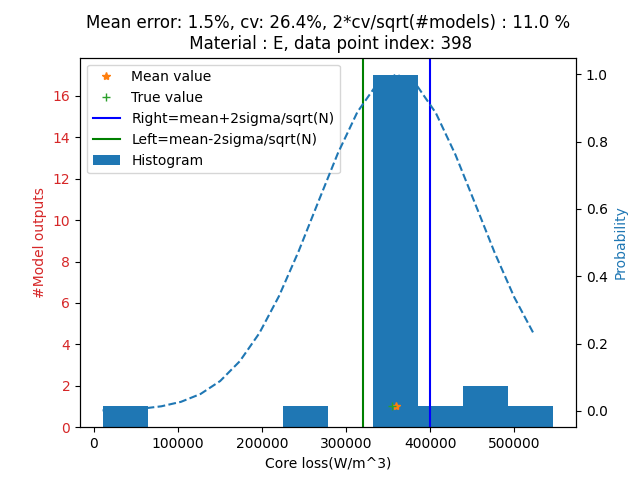 Mean error: 1.5%, cv: 26.4%, 2*cv/sqrt(#models) : 11.0 %
Material : E, data point index: 398
Mean value
True value
Right=mean+2sigma/sqrt(N)
Left=mean-2sigma/sqrt(N)
Histogram
#Model outputs
16
14
12
10
8
6
4
2
0
1.0
0.8
0.6
0.4
0.2
0.0
Probability
0
100000
200000
300000
400000
500000
Core loss(W/m^3)